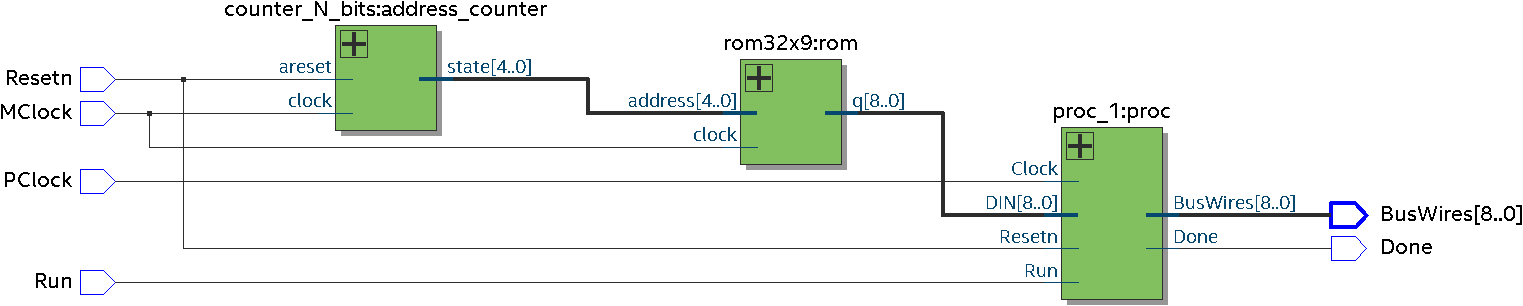 counter_N_bits:address_counter
rom32x9:rom
Resetn
areset
state[4..0]
MClock
clock
address[4..0]
q[8..0]
proc_1:proc
clock
PClock
Clock
DIN[8..0]
BusWires[8..0]
BusWires[8..0]
Resetn
Done
Done
Run
Run